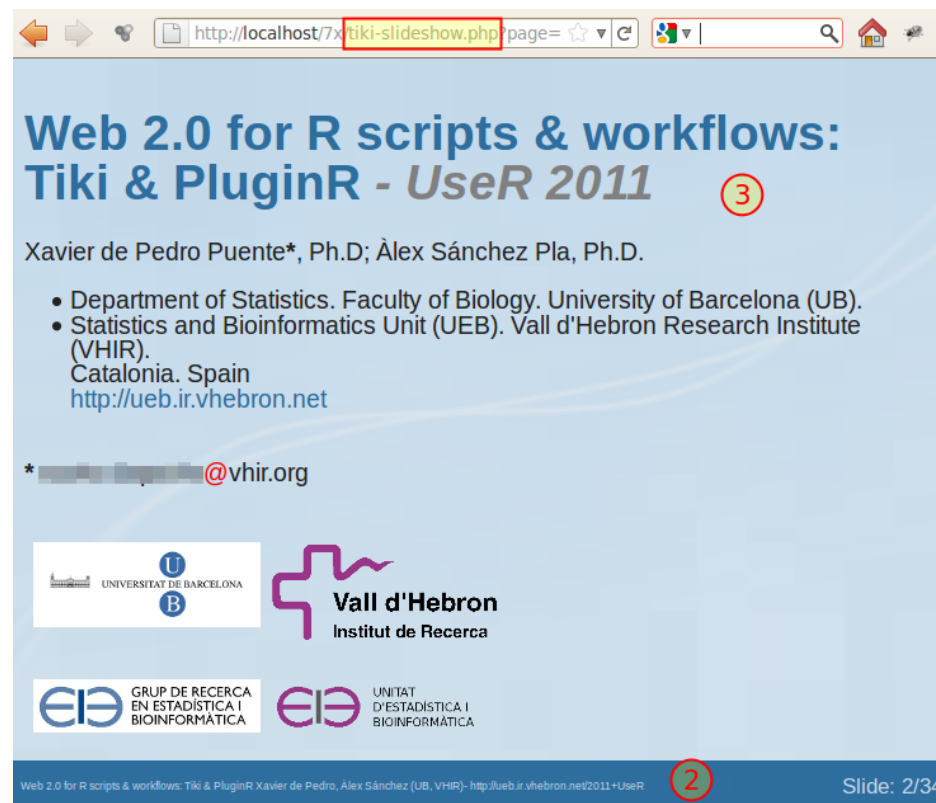 http://localhost/7x/tiki-slideshow.php?page=
Web 2.0 for R scripts & workflows:
Tiki & PluginR - UseR 2011
3
Xavier de Pedro Puente*, Ph.D; Àlex Sánchez Pla, Ph.D.
• Department of Statistics. Faculty of Biology. University of Barcelona (UB).
• Statistics and Bioinformatics Unit (UEB). Vall d'Hebron Research Institute
(VHIR).
Catalonia. Spain
http://ueb.ir.vhebron.net
* @vhir.org
U
UNIVERSITAT DE BARCELONA
B
Vall d'Hebron
Institut de Recerca
GRUP DE RECERCA
EN ESTADÍSTICA I
BIOINFORMÀTICA
UNITAT
D'ESTADÍSTICA I
BIOINFORMÀTICA
Web 2.0 for R scripts & workflows: Tiki & PluginR Xavier de Pedro, Àlex Sánchez (UB, VHIR)- http://ueb.ir.vhebron.net/2011+UseR
2
Slide: 2/34